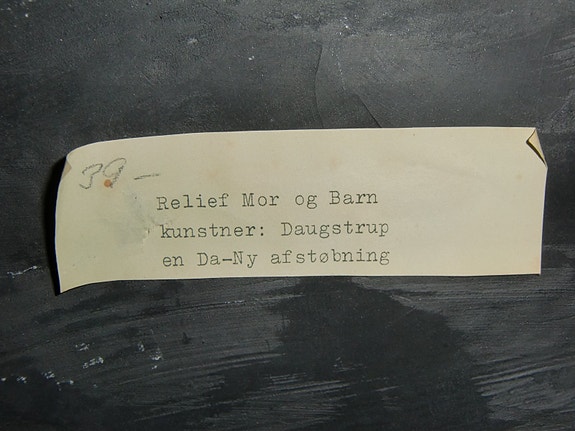 39-
Relief Mor og Barn
kunstner: Daugstrup
en Da-Ny afstøbning